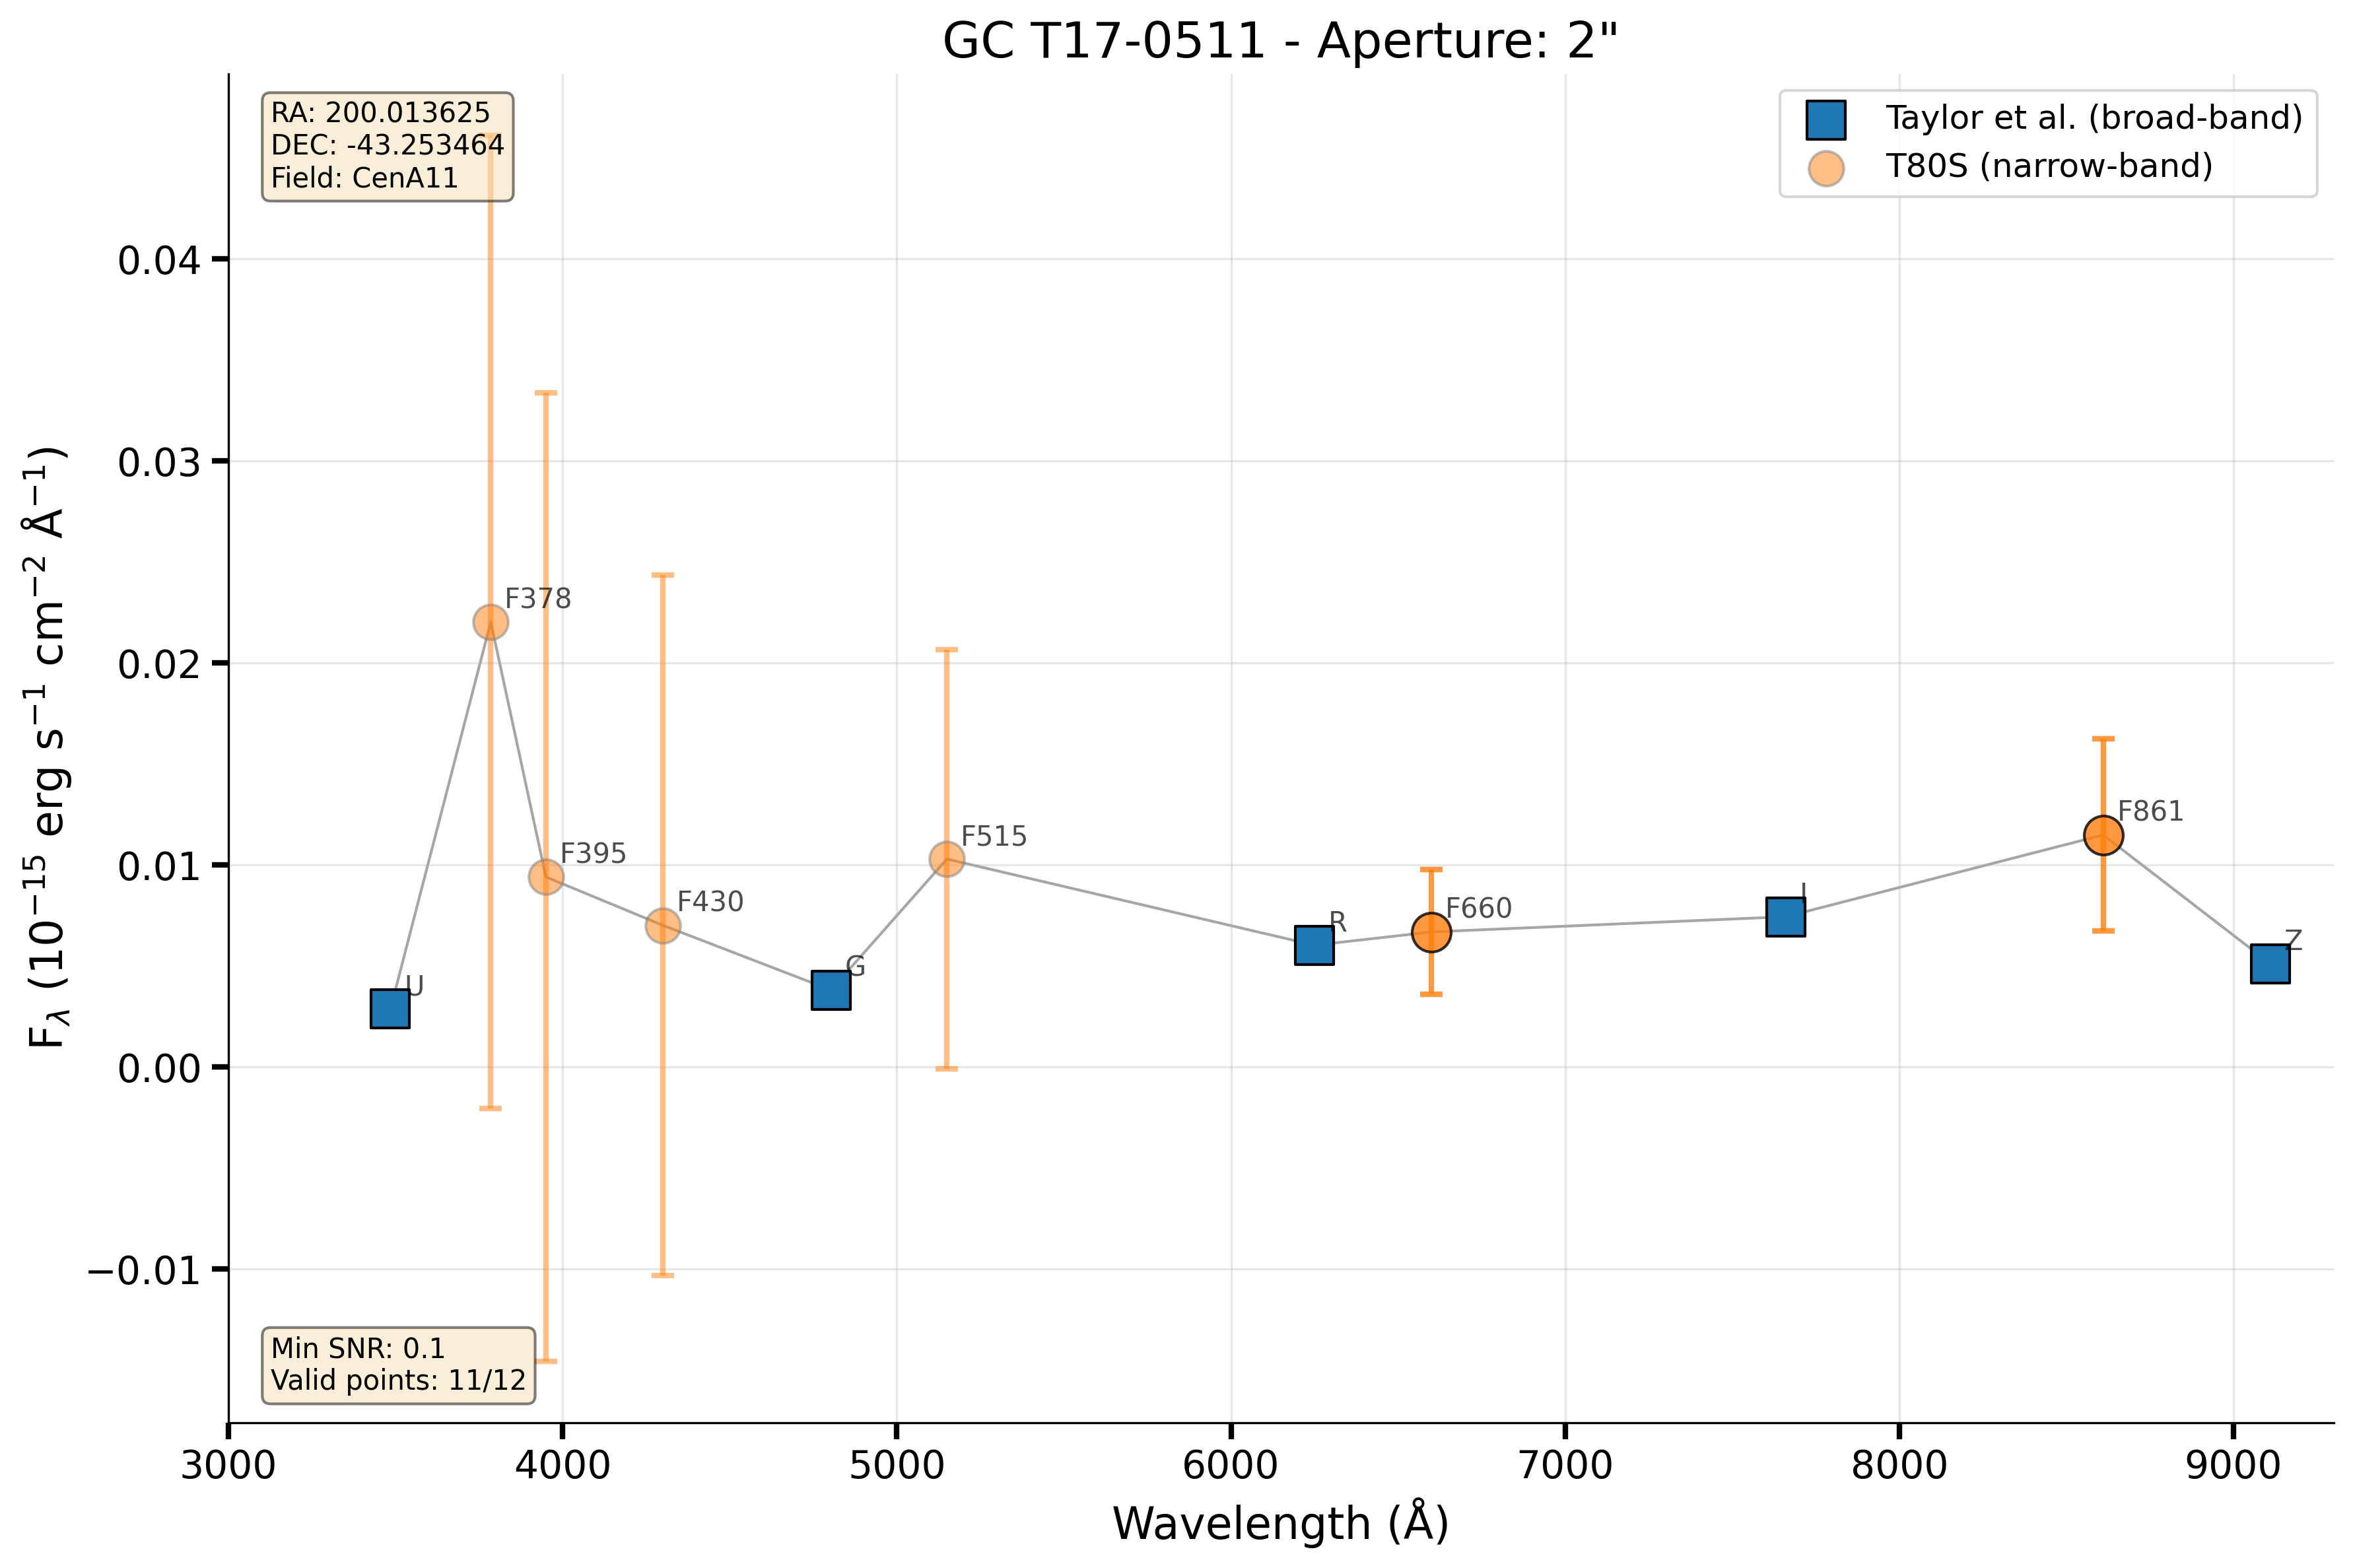 GC T17-0511 - Aperture: 2"
RA: 200.013625
DEC: -43.253464
Field: CenA11
Taylor et al. (broad-band)
T80S (narrow-band)
0.04
0.03
0.02
0.01
0.00
−0.01
F_λ (10⁻¹⁵ erg s⁻¹ cm⁻² Å⁻¹)
U
F378
F395
F430
G
F515
R
F660
I
F861
Z
Min SNR: 0.1
Valid points: 11/12
3000 4000 5000 6000 7000 8000 9000
Wavelength (Å)